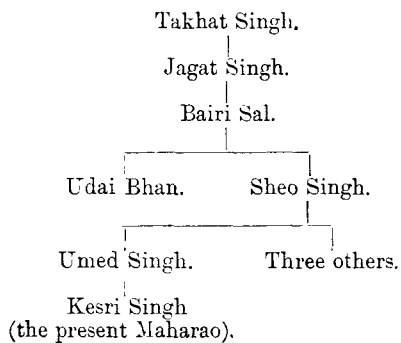 Takhat Singh.
Jagat Singh.
Bairi Sal.
Udai Bhan. Sheo Singh.
Umed Singh. Three others.
Kesri Singh
(the present Maharao).